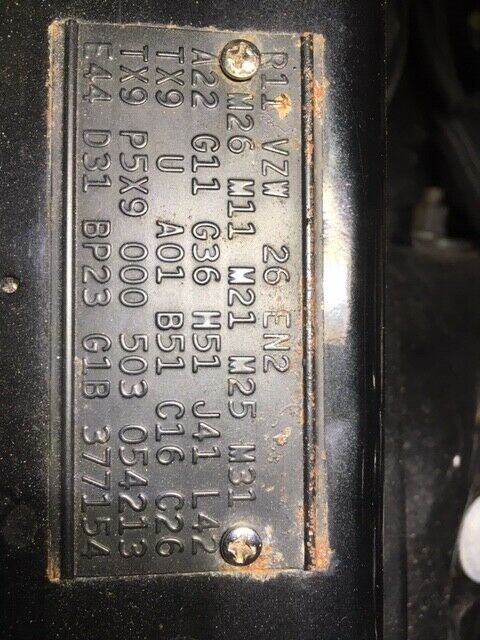 R11 VZW 26 EN2
M26 M11 M21 M25 M31
A22 G11 G36 H51 J41 L42
TX9 U A01 B51 C16 C26
TX9 P5X9 000 503 054213
E44 D31 BP23 G1B 377154